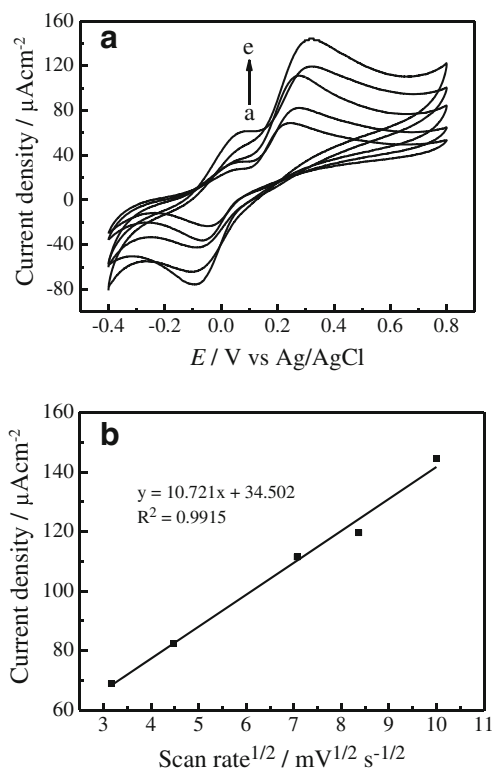 a
Current density / μAcm⁻²
160
120
80
40
0
-40
-80
e
a
-0.4 -0.2 0.0 0.2 0.4 0.6 0.8
E / V vs Ag/AgCl
b
Current density / μAcm⁻²
160
140
120
100
80
60
y = 10.721x + 34.502
R² = 0.9915
3 4 5 6 7 8 9 10 11
Scan rate¹/² / mV¹/² s⁻¹/²